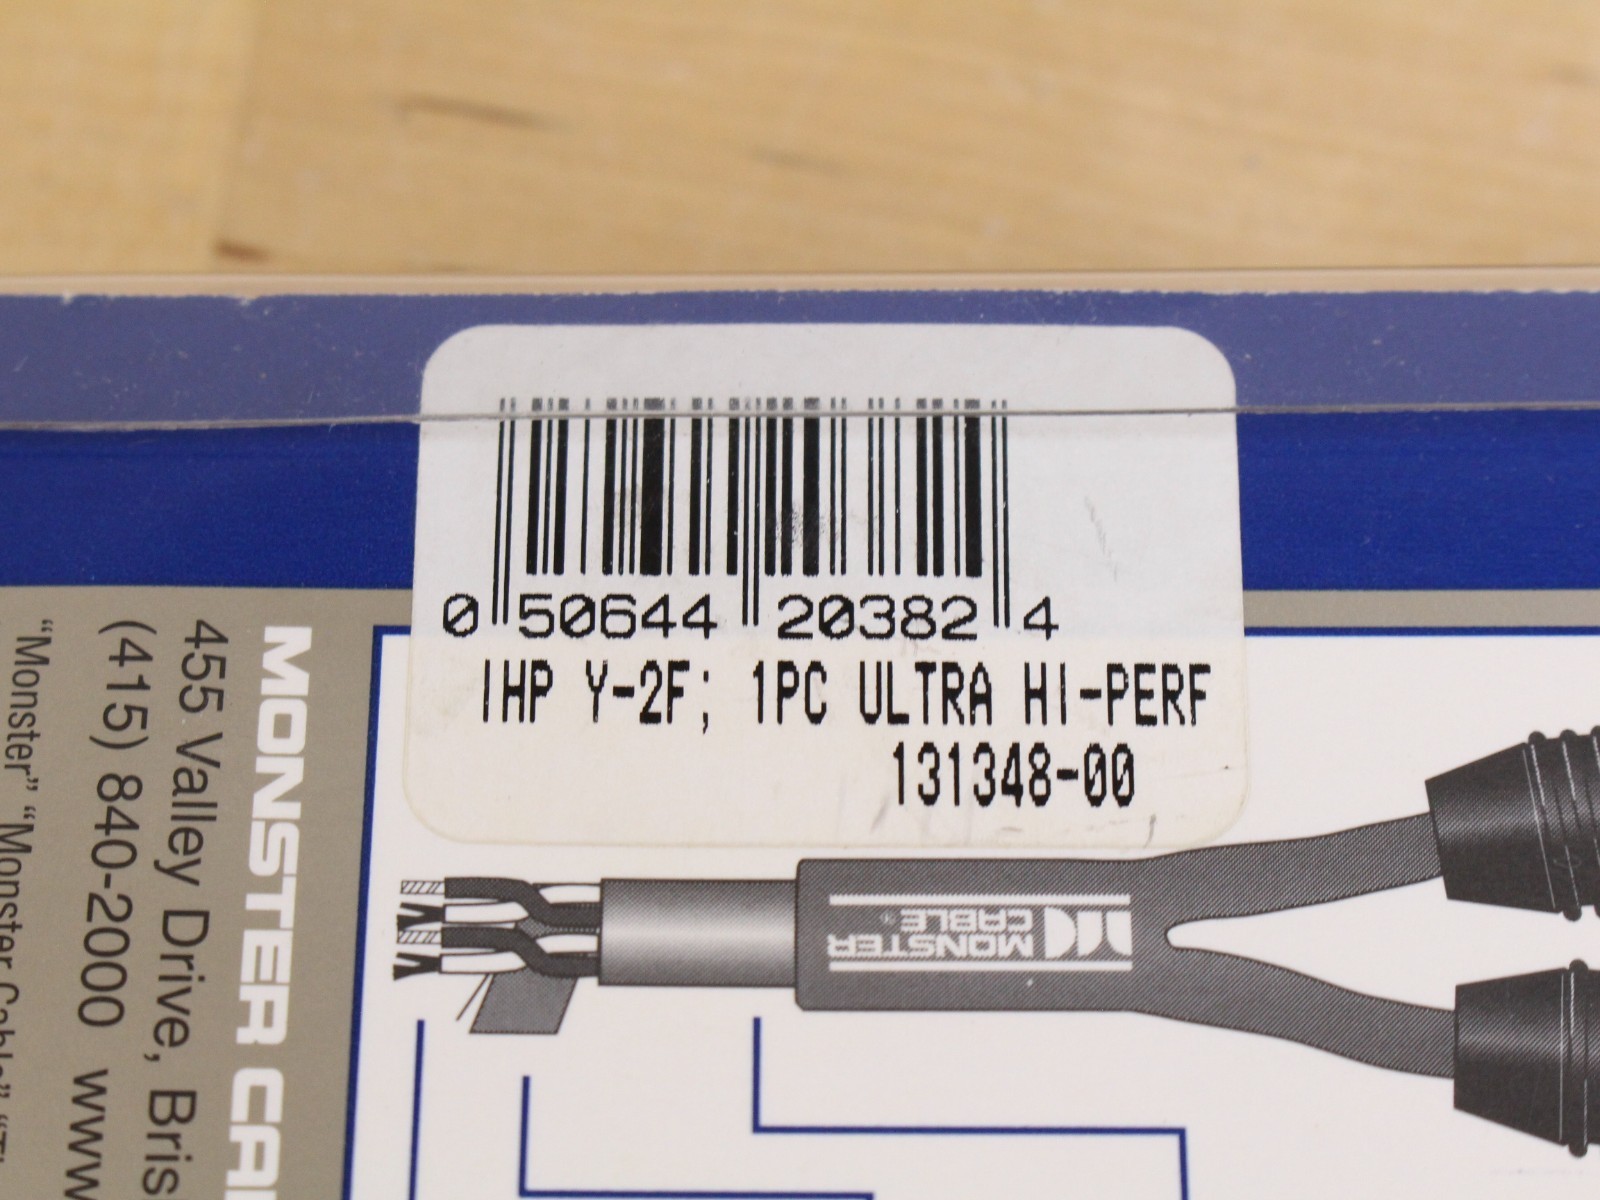 0 50644 20382 4
IHP Y-2F; 1PC ULTRA HI-PERF
131348-00
MONSTER
CABLE®
MONSTER
455 Valley Drive,
(415) 840-2000
"Monster" "Monster